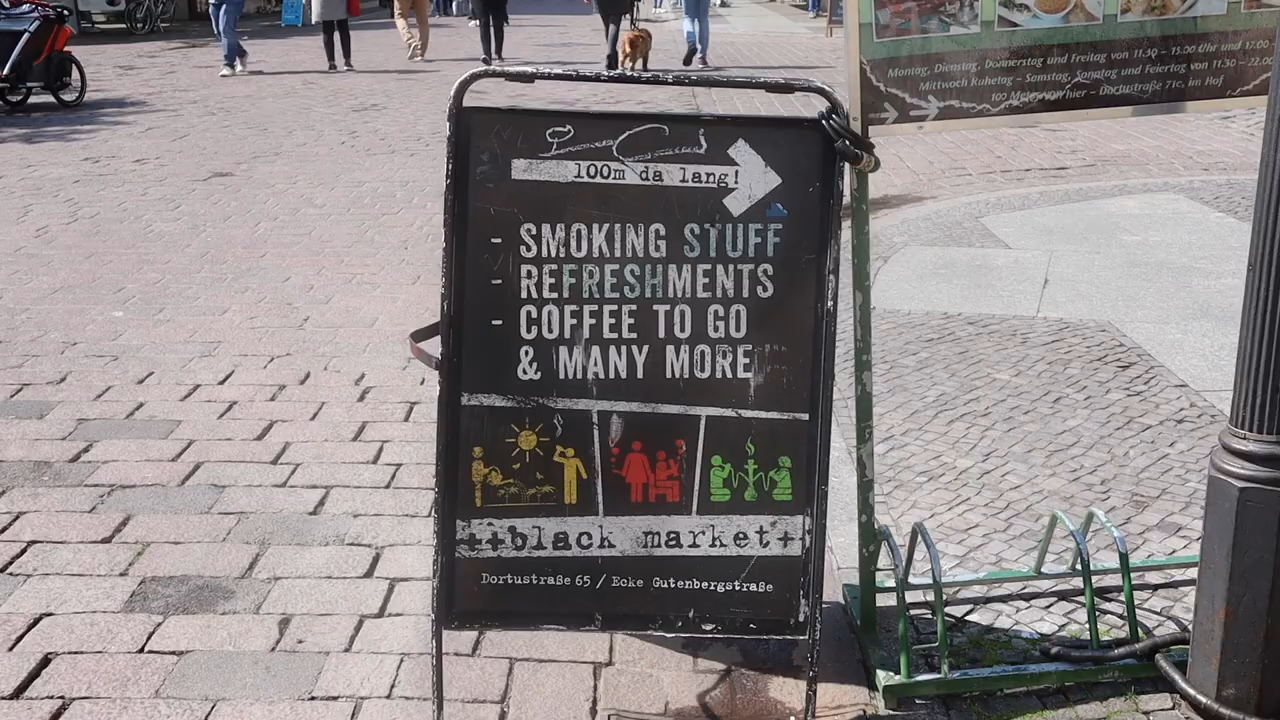 100m da lang!
- SMOKING STUFF
- REFRESHMENTS
- COFFEE TO GO
& MANY MORE
++black market++
Dortustraße 65 / Ecke Gutenbergstraße
Montag, Dienstag, Donnerstag und Freitag von 11.30 – 15.00 Uhr und 17.00
Mittwoch Ruhetag – Samstag, Sonntag und Feiertag von 11.30 – 22.00
100 Meter von hier – Dortustraße 71c, im Hof